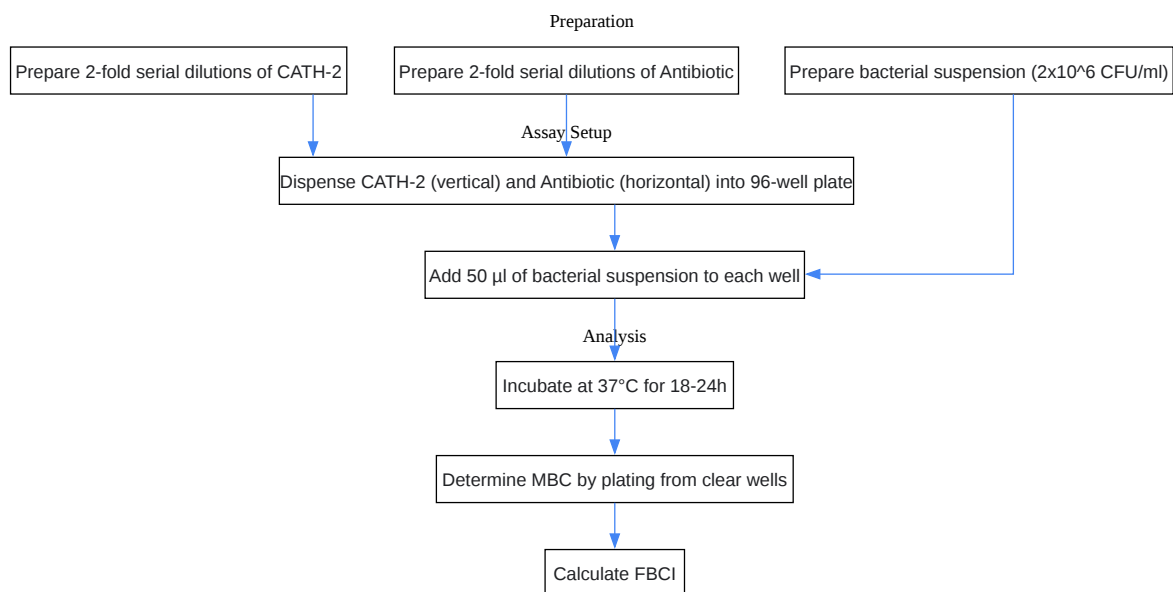 Preparation
Prepare 2-fold serial dilutions of CATH-2
Prepare 2-fold serial dilutions of Antibiotic
Prepare bacterial suspension (2x10^6 CFU/ml)
Assay Setup
Dispense CATH-2 (vertical) and Antibiotic (horizontal) into 96-well plate
Add 50 µl of bacterial suspension to each well
Analysis
Incubate at 37°C for 18-24h
Determine MBC by plating from clear wells
Calculate FBCI